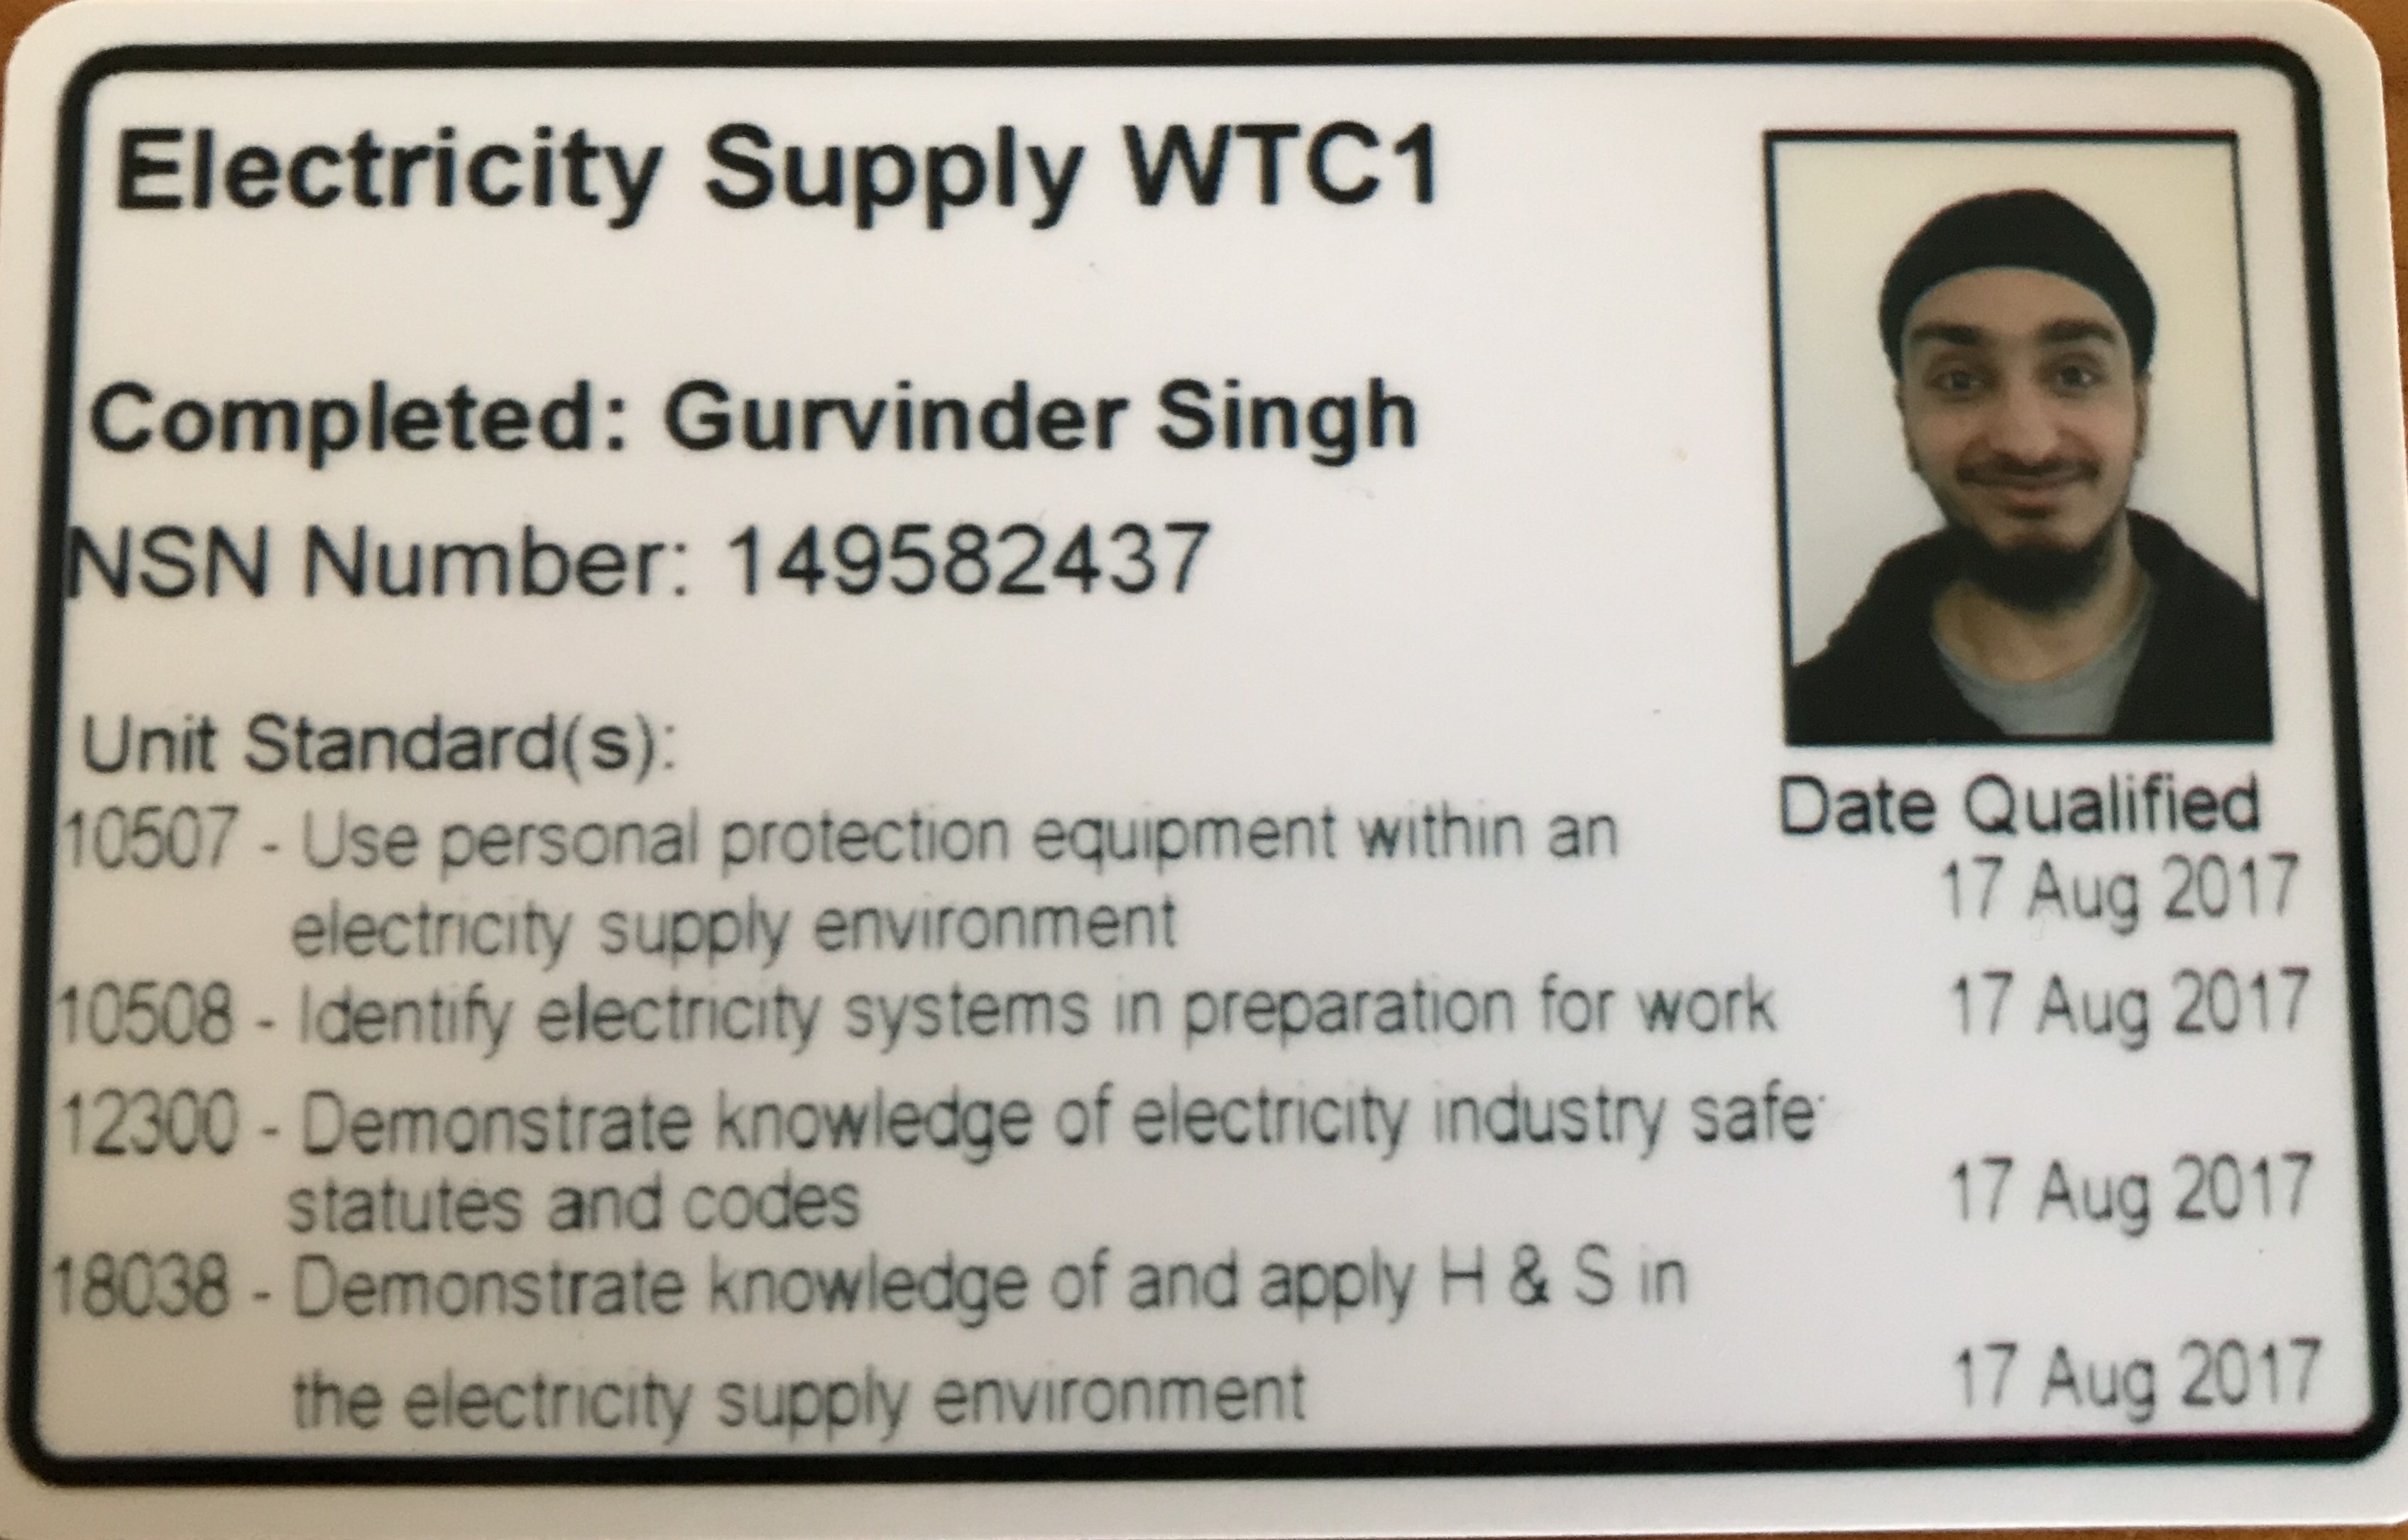 Electricity Supply WTC1
Completed: Gurvinder Singh
NSN Number: 149582437
Unit Standard(s):
Date Qualified
10507 - Use personal protection equipment within an
electricity supply environment
17 Aug 2017
10508 - Identify electricity systems in preparation for work
17 Aug 2017
12300 - Demonstrate knowledge of electricity industry safe
statutes and codes
17 Aug 2017
18038 - Demonstrate knowledge of and apply H & S in
the electricity supply environment
17 Aug 2017